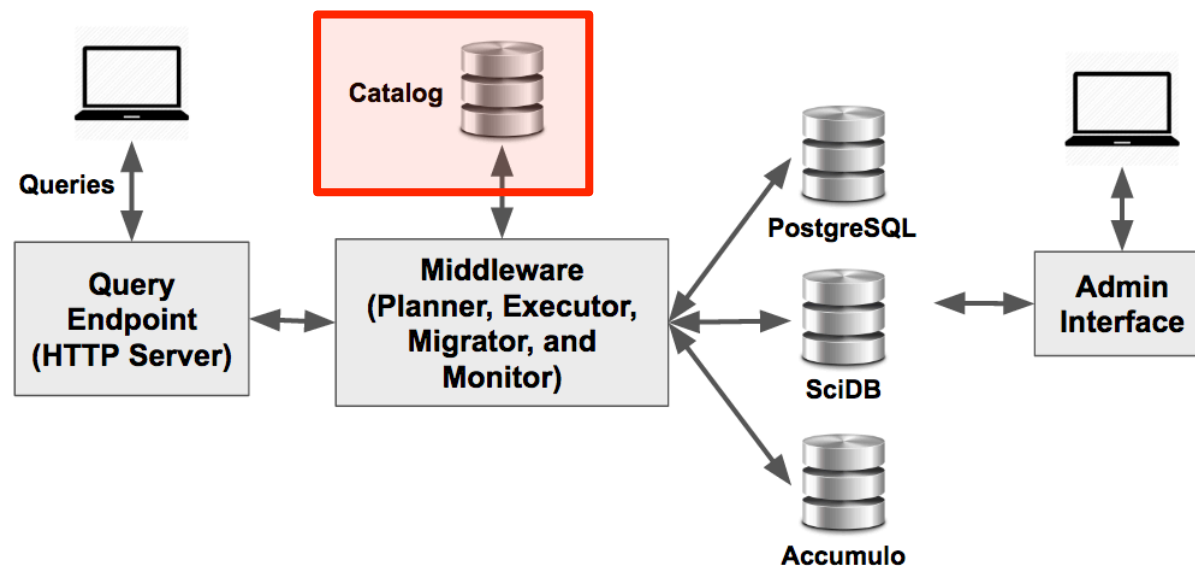 Catalog
Queries
Query
Endpoint
(HTTP Server)
Middleware
(Planner, Executor,
Migrator, and
Monitor)
PostgreSQL
SciDB
Accumulo
Admin
Interface